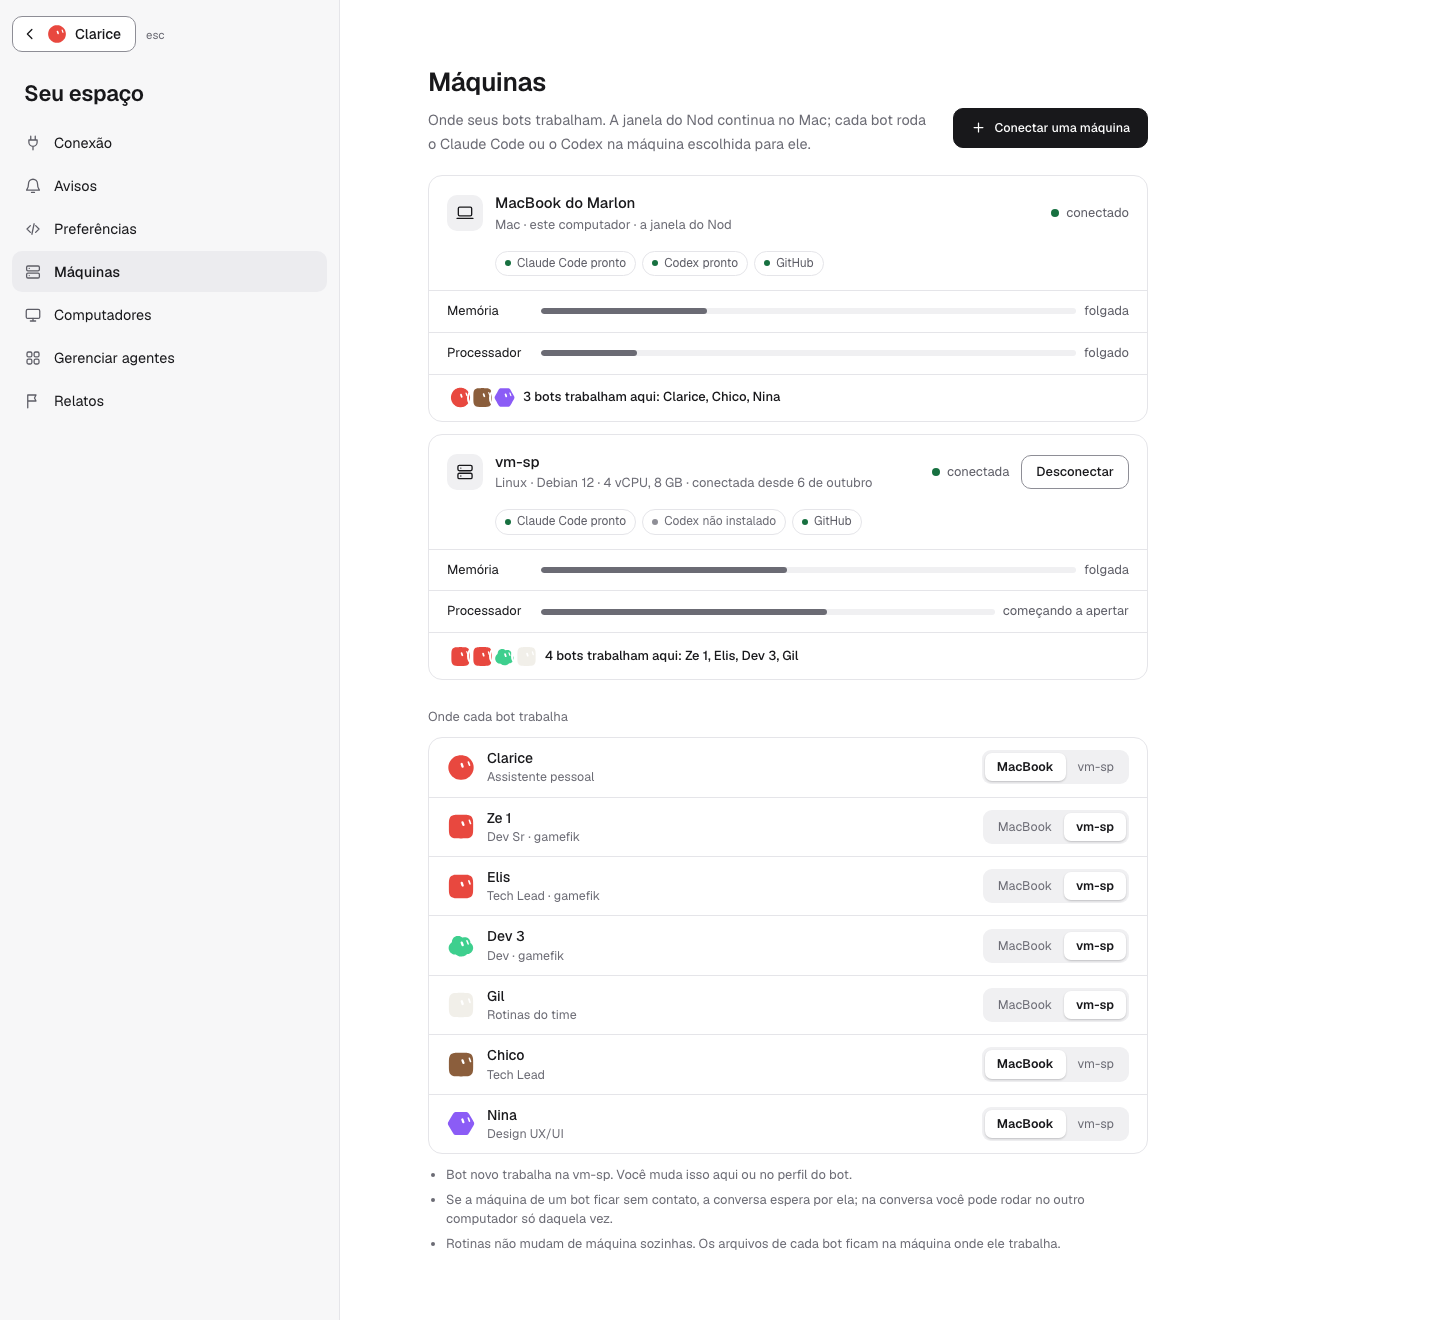 Clarice
esc
Seu espaço
Conexão
Avisos
Preferências
Máquinas
Computadores
Gerenciar agentes
Relatos
Máquinas
Onde seus bots trabalham. A janela do Nod continua no Mac; cada bot roda
o Claude Code ou o Codex na máquina escolhida para ele.
Conectar uma máquina
MacBook do Marlon
Mac · este computador · a janela do Nod
conectado
Claude Code pronto
Codex pronto
GitHub
Memória
folgada
Processador
folgado
3 bots trabalham aqui: Clarice, Chico, Nina
vm-sp
Linux · Debian 12 · 4 vCPU, 8 GB · conectada desde 6 de outubro
conectada
Desconectar
Claude Code pronto
Codex não instalado
GitHub
Memória
folgada
Processador
começando a apertar
4 bots trabalham aqui: Ze 1, Elis, Dev 3, Gil
Onde cada bot trabalha
Clarice
Assistente pessoal
MacBook
vm-sp
Ze 1
Dev Sr · gamefik
MacBook
vm-sp
Elis
Tech Lead · gamefik
MacBook
vm-sp
Dev 3
Dev · gamefik
MacBook
vm-sp
Gil
Rotinas do time
MacBook
vm-sp
Chico
Tech Lead
MacBook
vm-sp
Nina
Design UX/UI
MacBook
vm-sp
• Bot novo trabalha na vm-sp. Você muda isso aqui ou no perfil do bot.
• Se a máquina de um bot ficar sem contato, a conversa espera por ela; na conversa você pode rodar no outro
computador só daquela vez.
• Rotinas não mudam de máquina sozinhas. Os arquivos de cada bot ficam na máquina onde ele trabalha.